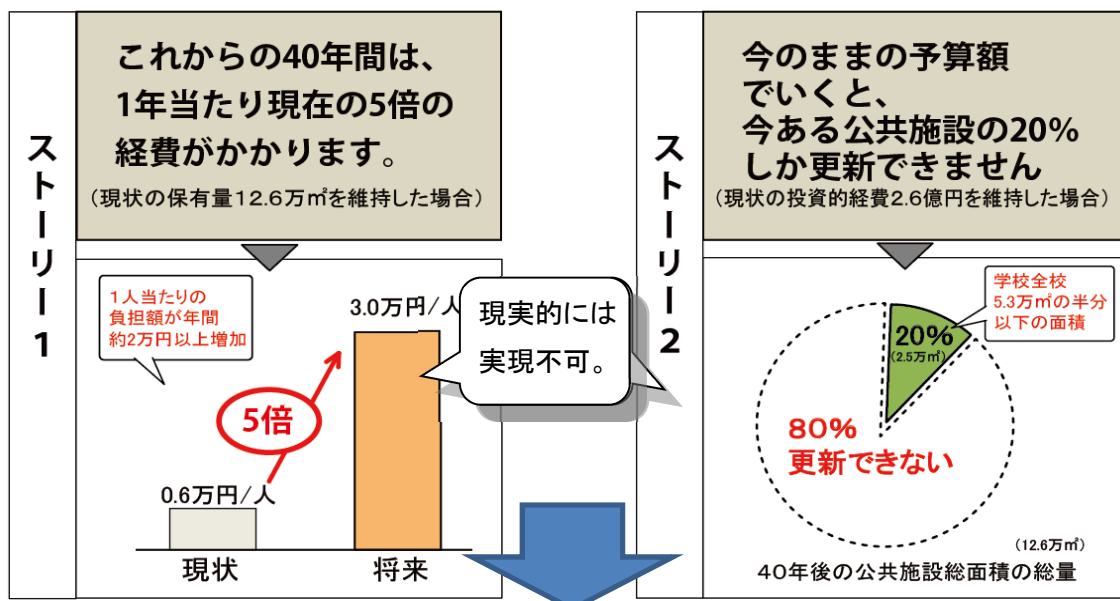 ストーリー1
これからの40年間は、
1年当たり現在の5倍の
経費がかかります。
（現状の保有量12.6万㎡を維持した場合）
1人当たりの
負担額が年間
約2万円以上増加
3.0万円/人
5倍
0.6万円/人
現状
将来
現実的には
実現不可。
ストーリー2
今のままの予算額
でいくと、
今ある公共施設の20%
しか更新できません
（現状の投資的経費2.6億円を維持した場合）
学校全校
5.3万㎡の半分
以下の面積
20%
(2.5万㎡)
80%
更新できない
(12.6万㎡)
40年後の公共施設総面積の総量